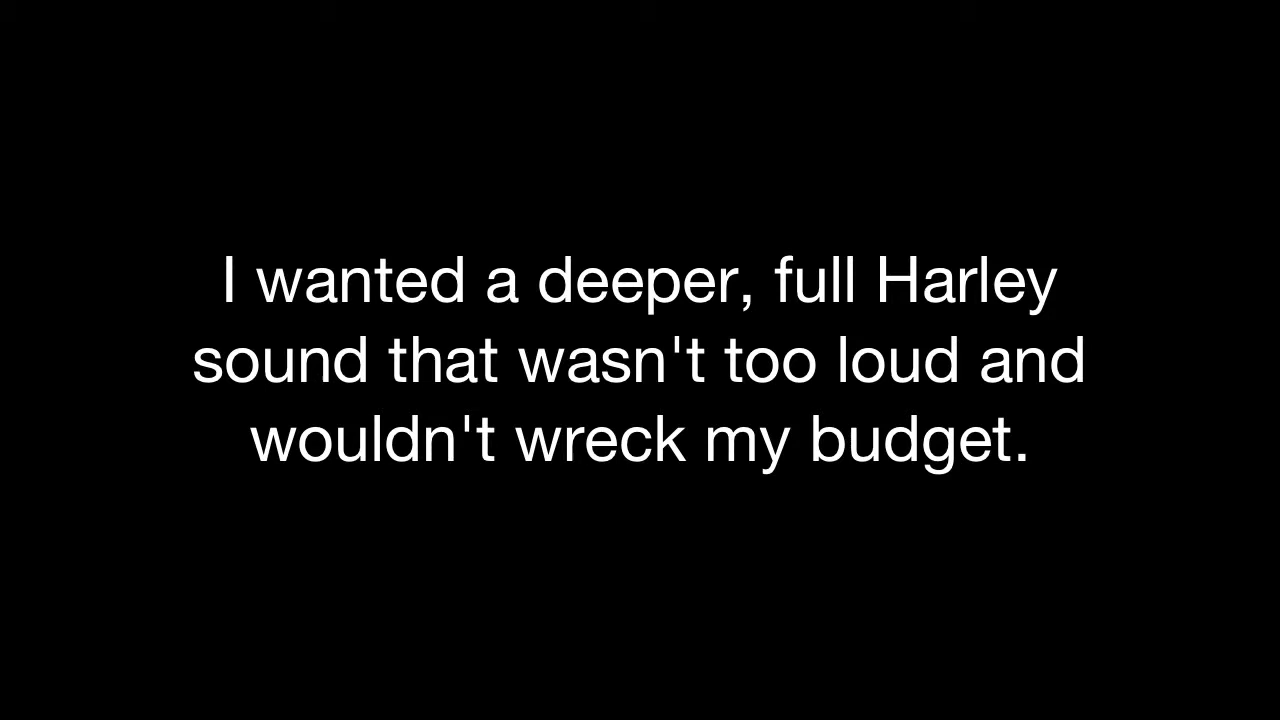 I wanted a deeper, full Harley
sound that wasn't too loud and
wouldn't wreck my budget.